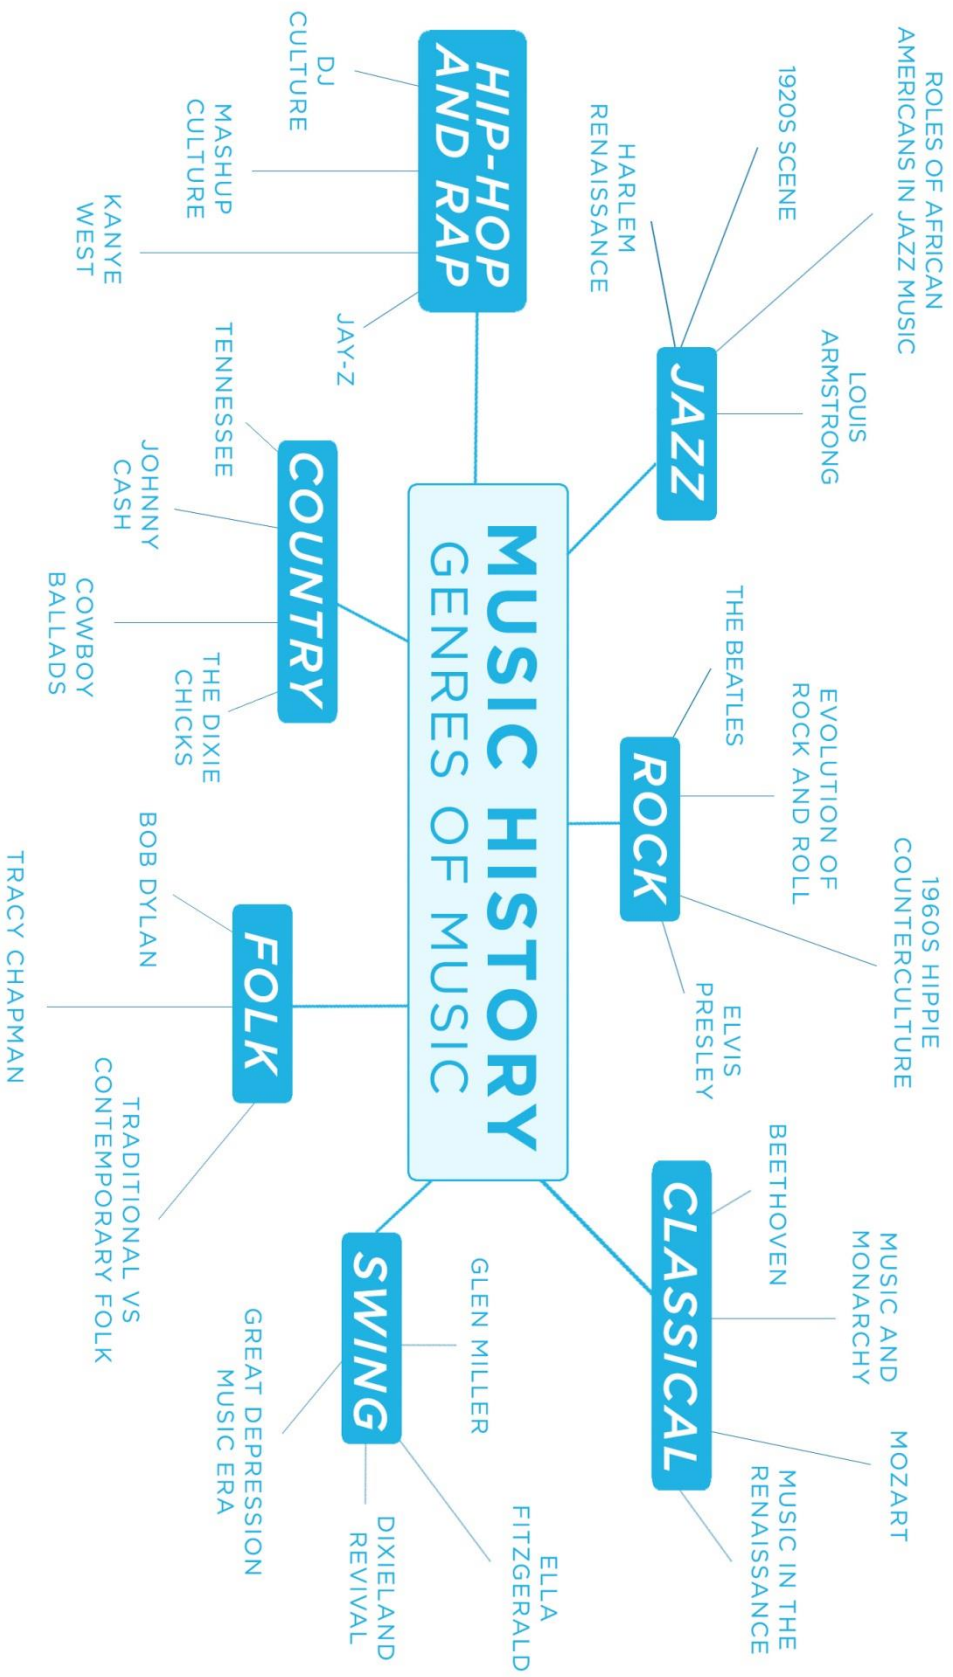 MUSIC HISTORY
GENRES OF MUSIC
JAZZ
ROLES OF AFRICAN
AMERICANS IN JAZZ MUSIC
1920S SCENE
HARLEM
RENAISSANCE
LOUIS
ARMSTRONG
ROCK
THE BEATLES
EVOLUTION OF
ROCK AND ROLL
1960S HIPPIE
COUNTERCULTURE
ELVIS
PRESLEY
CLASSICAL
BEETHOVEN
MUSIC AND
MONARCHY
MOZART
MUSIC IN THE
RENAISSANCE
HIP-HOP
AND RAP
DJ
CULTURE
MASHUP
CULTURE
KANYE
WEST
JAY-Z
COUNTRY
TENNESSEE
JOHNNY
CASH
COWBOY
BALLADS
THE DIXIE
CHICKS
FOLK
BOB DYLAN
TRACY CHAPMAN
TRADITIONAL VS
CONTEMPORARY FOLK
SWING
GLEN MILLER
ELLA
FITZGERALD
DIXIELAND
REVIVAL
GREAT DEPRESSION
MUSIC ERA